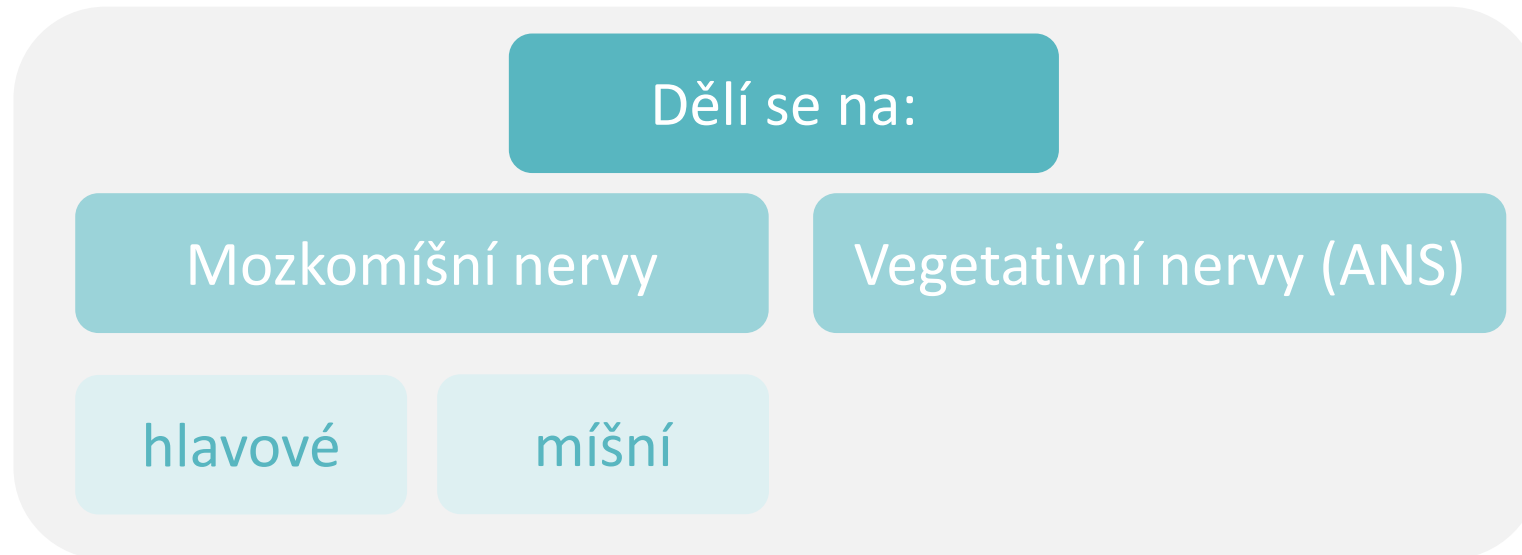 Dělí se na:
Mozkomíšní nervy
Vegetativní nervy (ANS)
hlavové
míšní